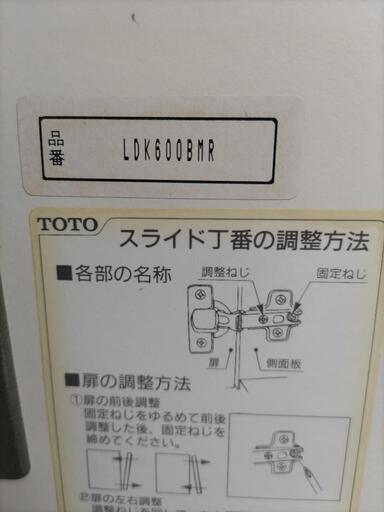 品番
LDK600BMR
TOTO
スライド丁番の調整方法
■各部の名称
調整ねじ
固定ねじ
扉
側面板
■扉の調整方法
①扉の前後調整
固定ねじをゆるめて前後
調整した後、固定ねじを
締めてください。
②扉の左右調整